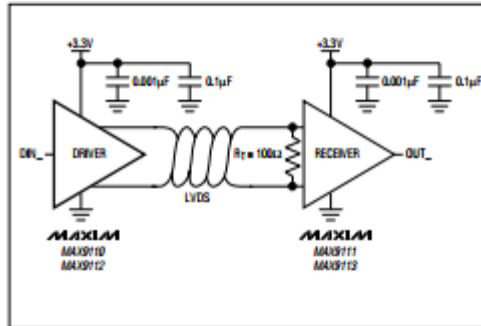 +3.3V
0.001µF
0.1µF
+3.3V
0.001µF
0.1µF
DIN_
DRIVER
RT = 100Ω
RECEIVER
OUT_
LVDS
MAXIM
MAX9110
MAX9112
MAXIM
MAX9111
MAX9113